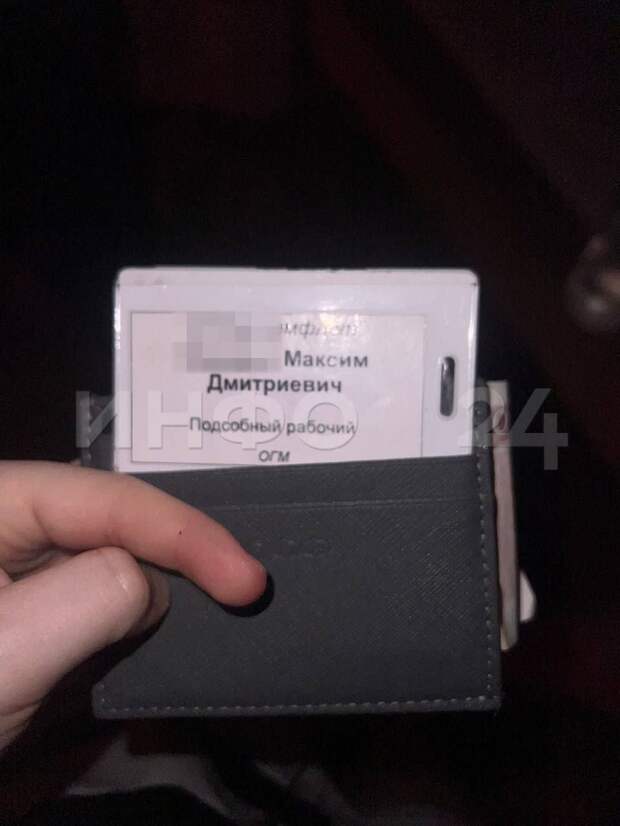 Максим
Дмитриевич
Подсобный рабочий
ОГМ
ИНФО 24